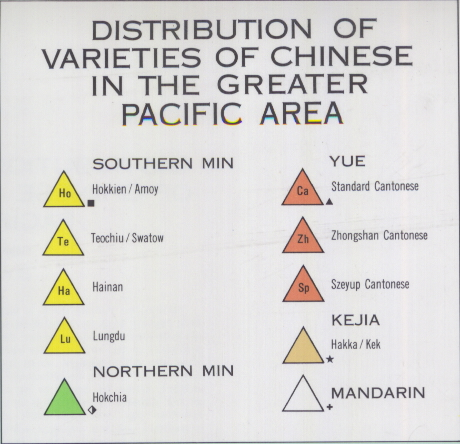 DISTRIBUTION OF
VARIETIES OF CHINESE
IN THE GREATER
PACIFIC AREA
SOUTHERN MIN
Ho Hokkien / Amoy
Te Teochiu / Swatow
Ha Hainan
Lu Lungdu
NORTHERN MIN
Hokchia
YUE
Ca Standard Cantonese
Zh Zhongshan Cantonese
Sp Szeyup Cantonese
KEJIA
Hakka / Kek
MANDARIN